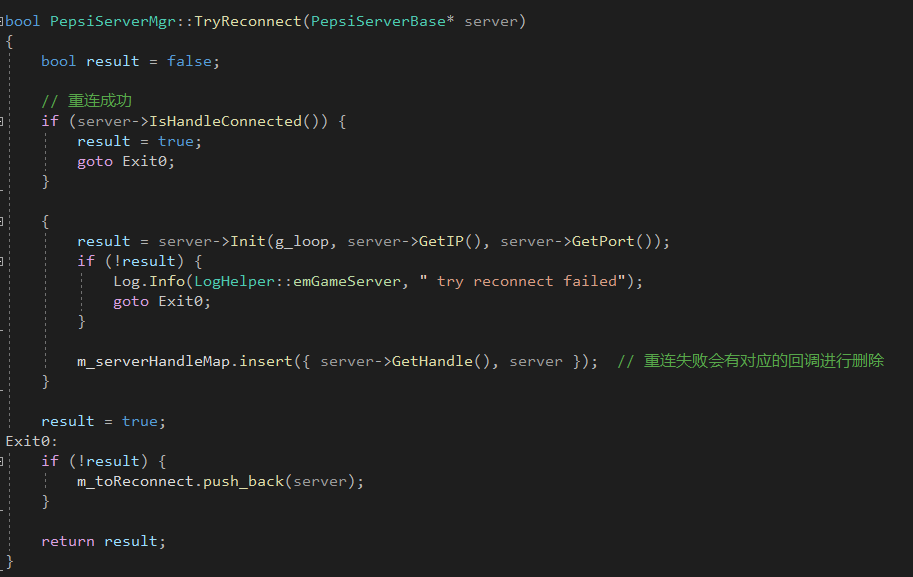 bool PepsiServerMgr::TryReconnect(PepsiServerBase* server)
{
    bool result = false;

    // 重连成功
    if (server->IsHandleConnected()) {
        result = true;
        goto Exit0;
    }

    {
        result = server->Init(g_loop, server->GetIP(), server->GetPort());
        if (!result) {
            Log.Info(LogHelper::emGameServer, " try reconnect failed");
            goto Exit0;
        }

        m_serverHandleMap.insert({ server->GetHandle(), server });  // 重连失败会有对应的回调进行删除
    }

    result = true;
Exit0:
    if (!result) {
        m_toReconnect.push_back(server);
    }

    return result;
}